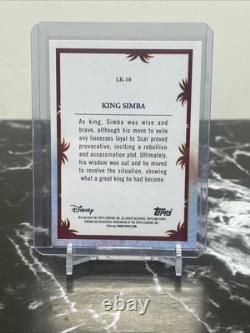 LK-10
KING SIMBA
As king, Simba was wise and
brave, although his move to exile
any lionesses loyal to Scar proved
provocative, inciting a rebellion
and assassination plot. Ultimately,
his wisdom won out and he moved
to resolve the situation, showing
what a great king he had become.
Disney
Topps